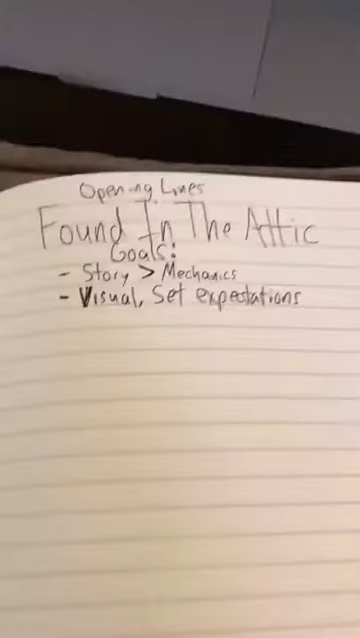 Opening Lines
Found In The Attic
Goals:
- Story > Mechanics
- Visual, Set expectations